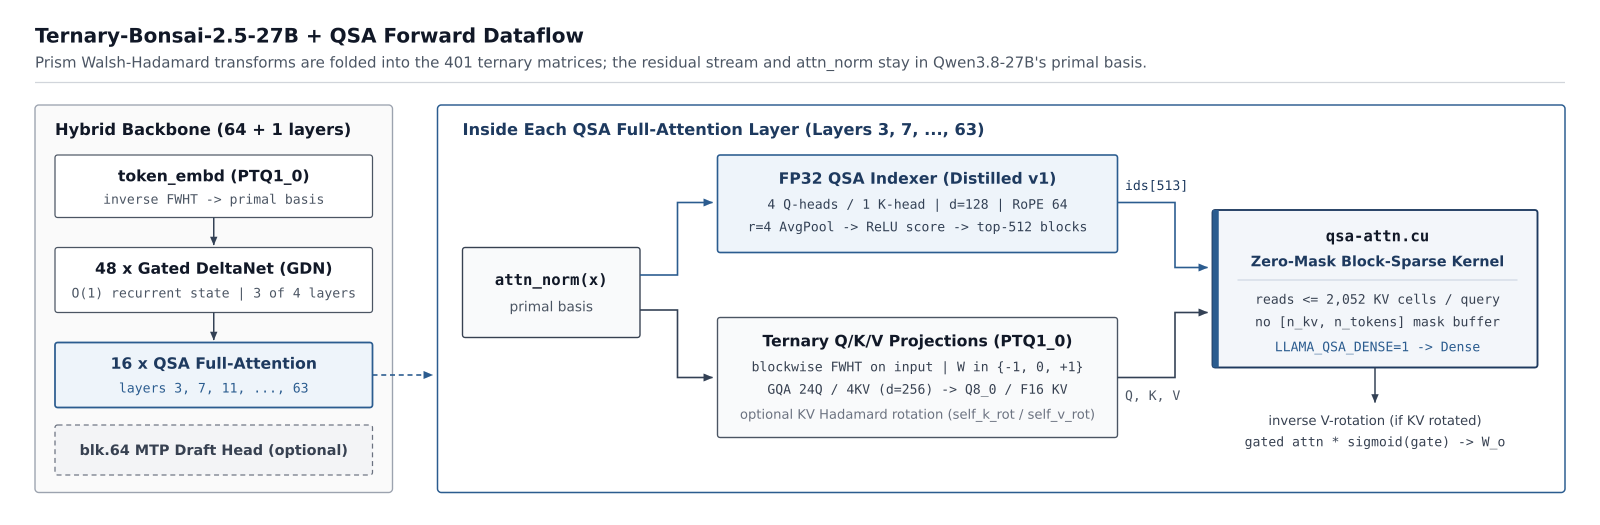 Ternary-Bonsai-2.5-27B + QSA Forward Dataflow
Prism Walsh-Hadamard transforms are folded into the 401 ternary matrices; the residual stream and attn_norm stay in Qwen3.8-27B's primal basis.
Hybrid Backbone (64 + 1 layers)
token_embd (PTQ1_0)
inverse FWHT -> primal basis
48 x Gated DeltaNet (GDN)
O(1) recurrent state | 3 of 4 layers
16 x QSA Full-Attention
layers 3, 7, 11, ..., 63
blk.64 MTP Draft Head (optional)
Inside Each QSA Full-Attention Layer (Layers 3, 7, ..., 63)
attn_norm(x)
primal basis
FP32 QSA Indexer (Distilled v1)
4 Q-heads / 1 K-head | d=128 | RoPE 64
r=4 AvgPool -> ReLU score -> top-512 blocks
ids[513]
Ternary Q/K/V Projections (PTQ1_0)
blockwise FWHT on input | W in {-1, 0, +1}
GQA 24Q / 4KV (d=256) -> Q8_0 / F16 KV
optional KV Hadamard rotation (self_k_rot / self_v_rot)
Q, K, V
qsa-attn.cu
Zero-Mask Block-Sparse Kernel
reads <= 2,052 KV cells / query
no [n_kv, n_tokens] mask buffer
LLAMA_QSA_DENSE=1 -> Dense
inverse V-rotation (if KV rotated)
gated attn * sigmoid(gate) -> W_o